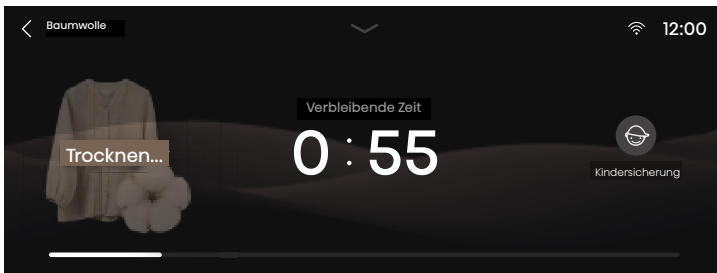 Baumwolle
12:00
Verbleibende Zeit
0 : 55
Trocknen...
Kindersicherung